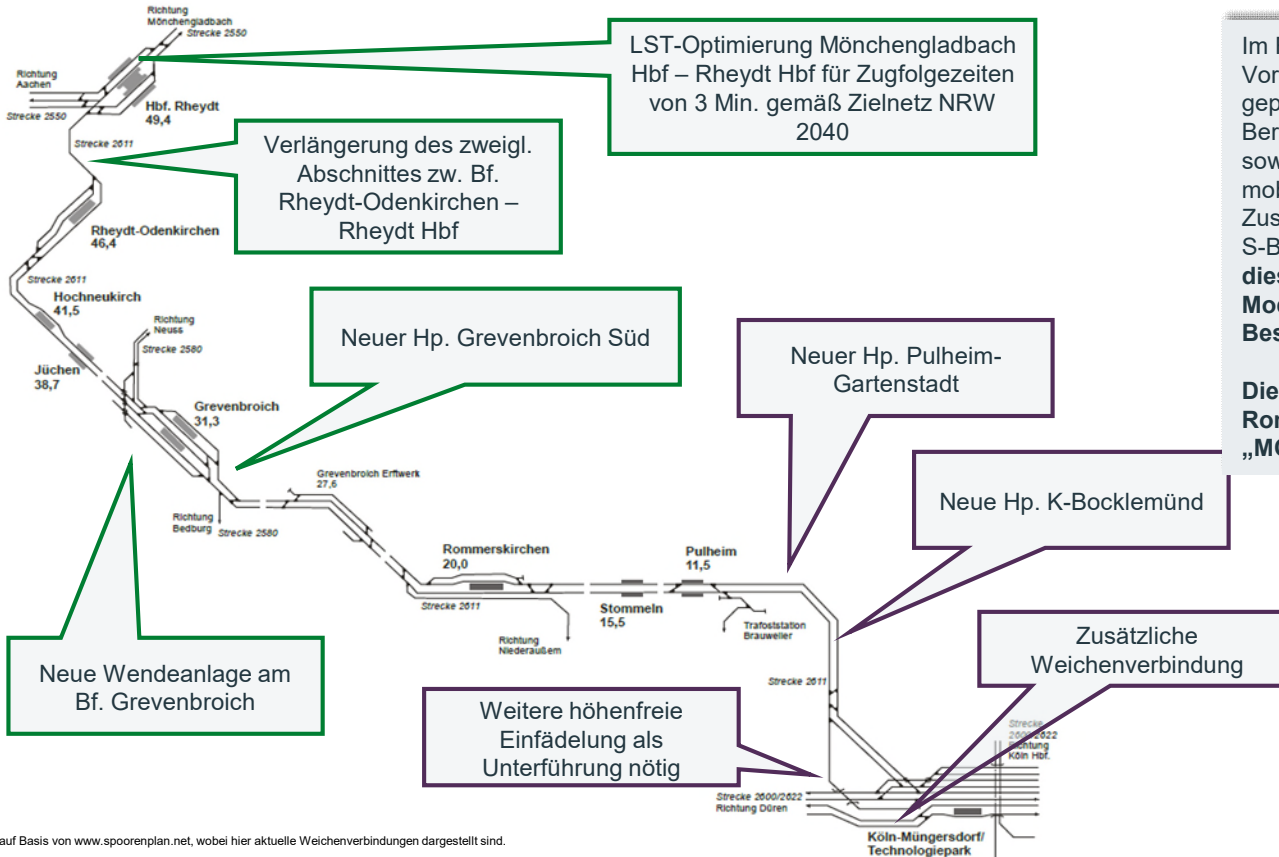 Richtung
Mönchengladbach
Strecke 2550
Richtung
Aachen
Strecke 2550
Hbf. Rheydt
49,4
Strecke 2611
LST-Optimierung Mönchengladbach
Hbf – Rheydt Hbf für Zugfolgezeiten
von 3 Min. gemäß Zielnetz NRW
2040
Verlängerung des zweigl.
Abschnittes zw. Bf.
Rheydt-Odenkirchen –
Rheydt Hbf
Rheydt-Odenkirchen
46,4
Strecke 2611
Hochneukirch
41,5
Richtung
Neuss
Strecke 2580
Jüchen
38,7
Grevenbroich
31,3
Neuer Hp. Grevenbroich Süd
Neuer Hp. Pulheim-
Gartenstadt
Neue Hp. K-Bocklemünd
Grevenbroich Erftwerk
27,6
Richtung
Bedburg
Strecke 2580
Rommerskirchen
20,0
Strecke 2611
Richtung
Niederaußem
Stommeln
15,5
Pulheim
11,5
Trafoststation
Brauweiler
Strecke 2611
Neue Wendeanlage am
Bf. Grevenbroich
Weitere höhenfreie
Einfädelung als
Unterführung nötig
Zusätzliche
Weichenverbindung
Strecke
2600/2622
Richtung
Köln Hbf.
Strecke 2600/2622
Richtung Düren
Köln-Müngersdorf/
Technologiepark
auf Basis von www.spoorenplan.net, wobei hier aktuelle Weichenverbindungen dargestellt sind.
Im
Vor
gep
Ber
sow
mob
Zus
S-B
dies
Mod
Bes
Die
Ror
„MG